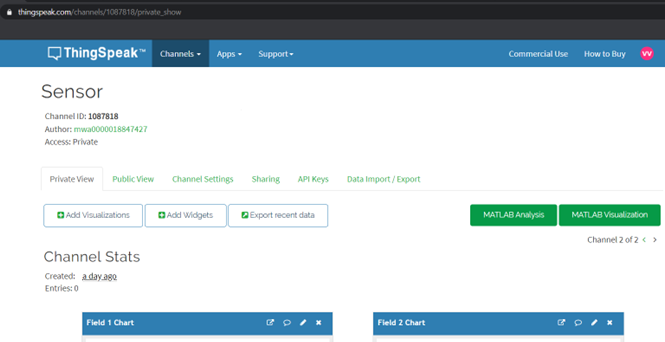 thingspeak.com/channels/1087818/private_show
ThingSpeak™ Channels Apps Support Commercial Use How to Buy VV
Sensor
Channel ID: 1087818
Author: mwa0000018847427
Access: Private
Private View Public View Channel Settings Sharing API Keys Data Import / Export
Add Visualizations Add Widgets Export recent data MATLAB Analysis MATLAB Visualization
Channel 2 of 2 < >
Channel Stats
Created: a day ago
Entries: 0
Field 1 Chart Field 2 Chart